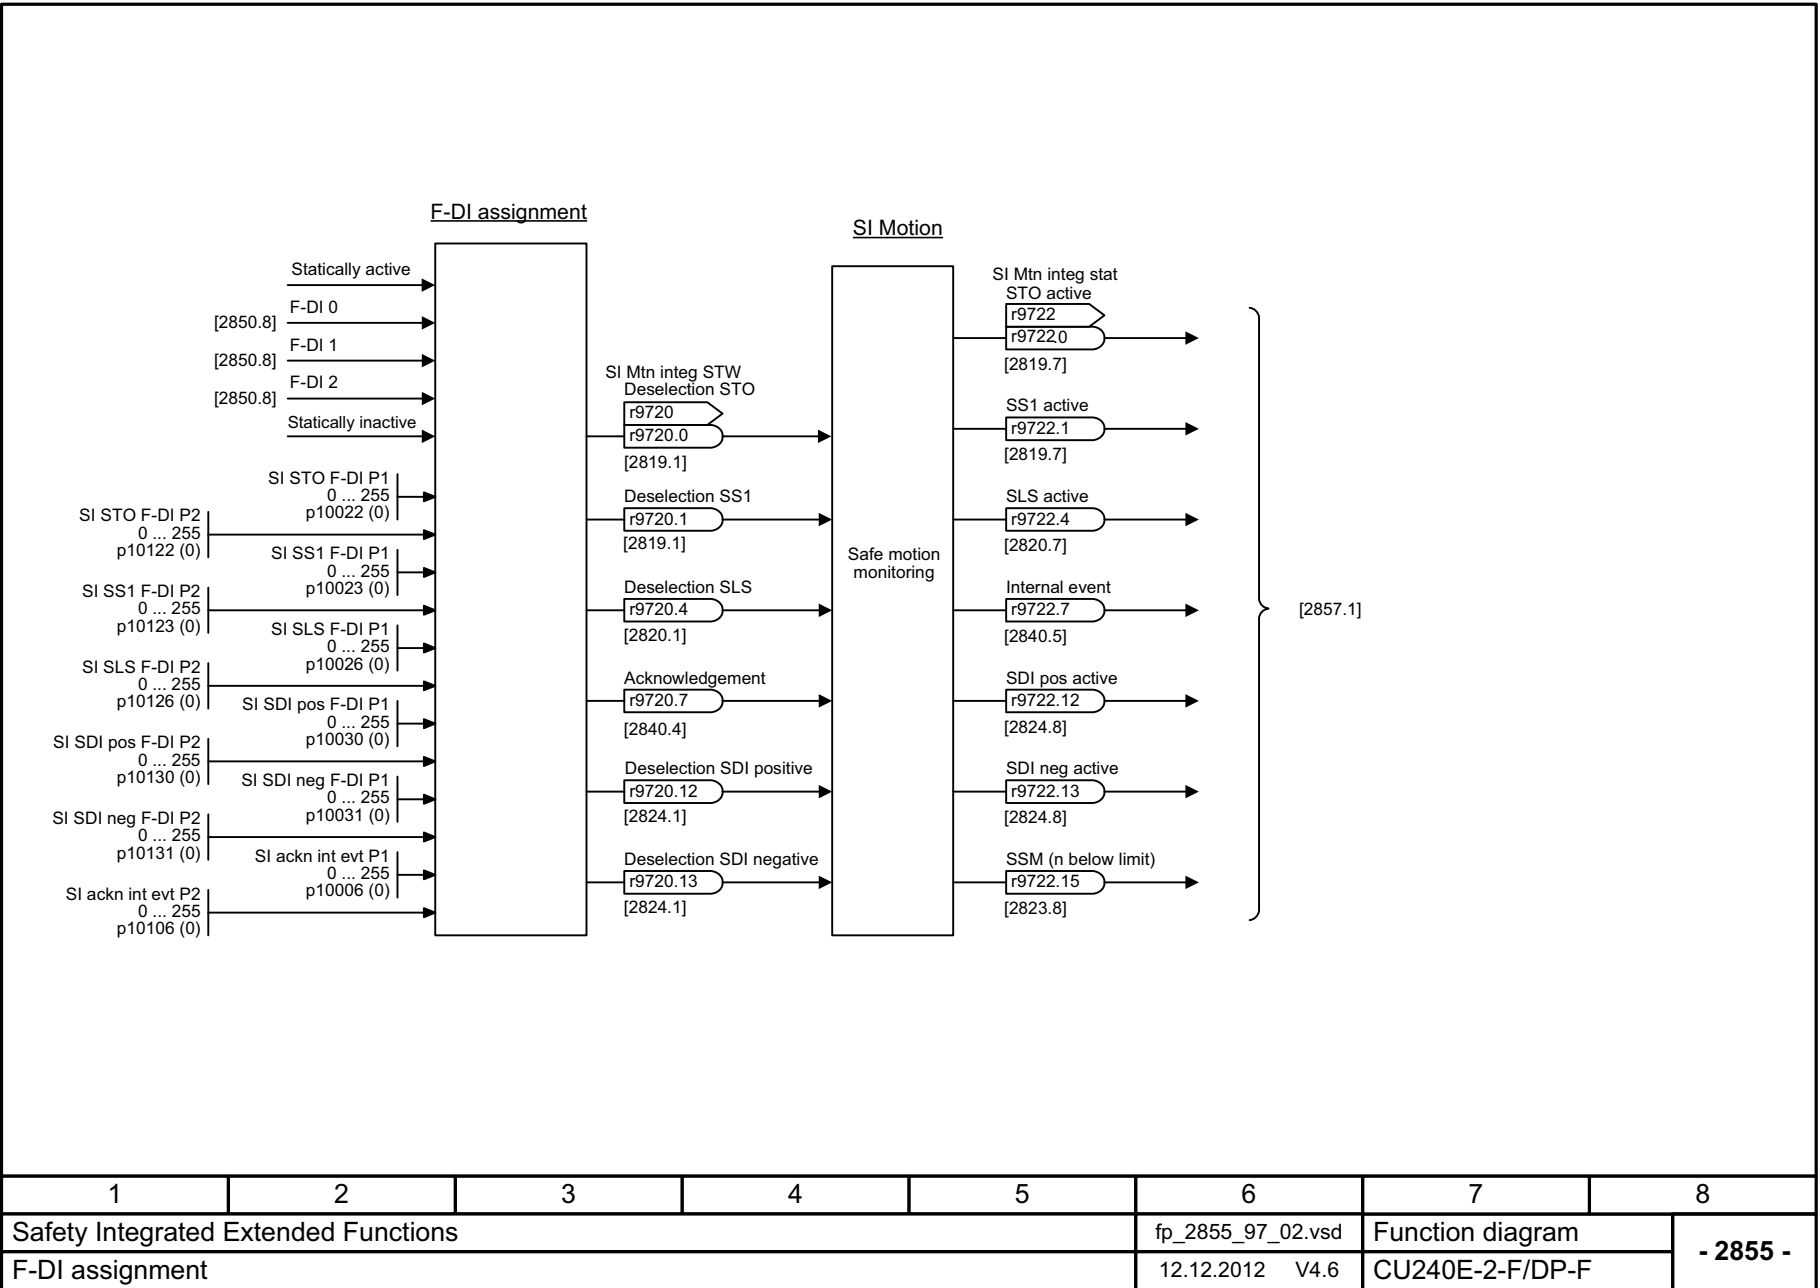 F-DI assignment
SI Motion
Statically active
F-DI 0
[2850.8]
F-DI 1
[2850.8]
F-DI 2
[2850.8]
Statically inactive
SI STO F-DI P1
0 ... 255
p10022 (0)
SI STO F-DI P2
0 ... 255
p10122 (0)
SI SS1 F-DI P1
0 ... 255
p10023 (0)
SI SS1 F-DI P2
0 ... 255
p10123 (0)
SI SLS F-DI P1
0 ... 255
p10026 (0)
SI SLS F-DI P2
0 ... 255
p10126 (0)
SI SDI pos F-DI P1
0 ... 255
p10030 (0)
SI SDI pos F-DI P2
0 ... 255
p10130 (0)
SI SDI neg F-DI P1
0 ... 255
p10031 (0)
SI SDI neg F-DI P2
0 ... 255
p10131 (0)
SI ackn int evt P1
0 ... 255
p10006 (0)
SI ackn int evt P2
0 ... 255
p10106 (0)
SI Mtn integ STW
Deselection STO
r9720
r9720.0
[2819.1]
Deselection SS1
r9720.1
[2819.1]
Deselection SLS
r9720.4
[2820.1]
Acknowledgement
r9720.7
[2840.4]
Deselection SDI positive
r9720.12
[2824.1]
Deselection SDI negative
r9720.13
[2824.1]
Safe motion
monitoring
SI Mtn integ stat
STO active
r9722
r9722.0
[2819.7]
SS1 active
r9722.1
[2819.7]
SLS active
r9722.4
[2820.7]
Internal event
r9722.7
[2840.5]
SDI pos active
r9722.12
[2824.8]
SDI neg active
r9722.13
[2824.8]
SSM (n below limit)
r9722.15
[2823.8]
[2857.1]
1 2 3 4 5 6 7 8
Safety Integrated Extended Functions
fp_2855_97_02.vsd
Function diagram
- 2855 -
F-DI assignment
12.12.2012 V4.6
CU240E-2-F/DP-F